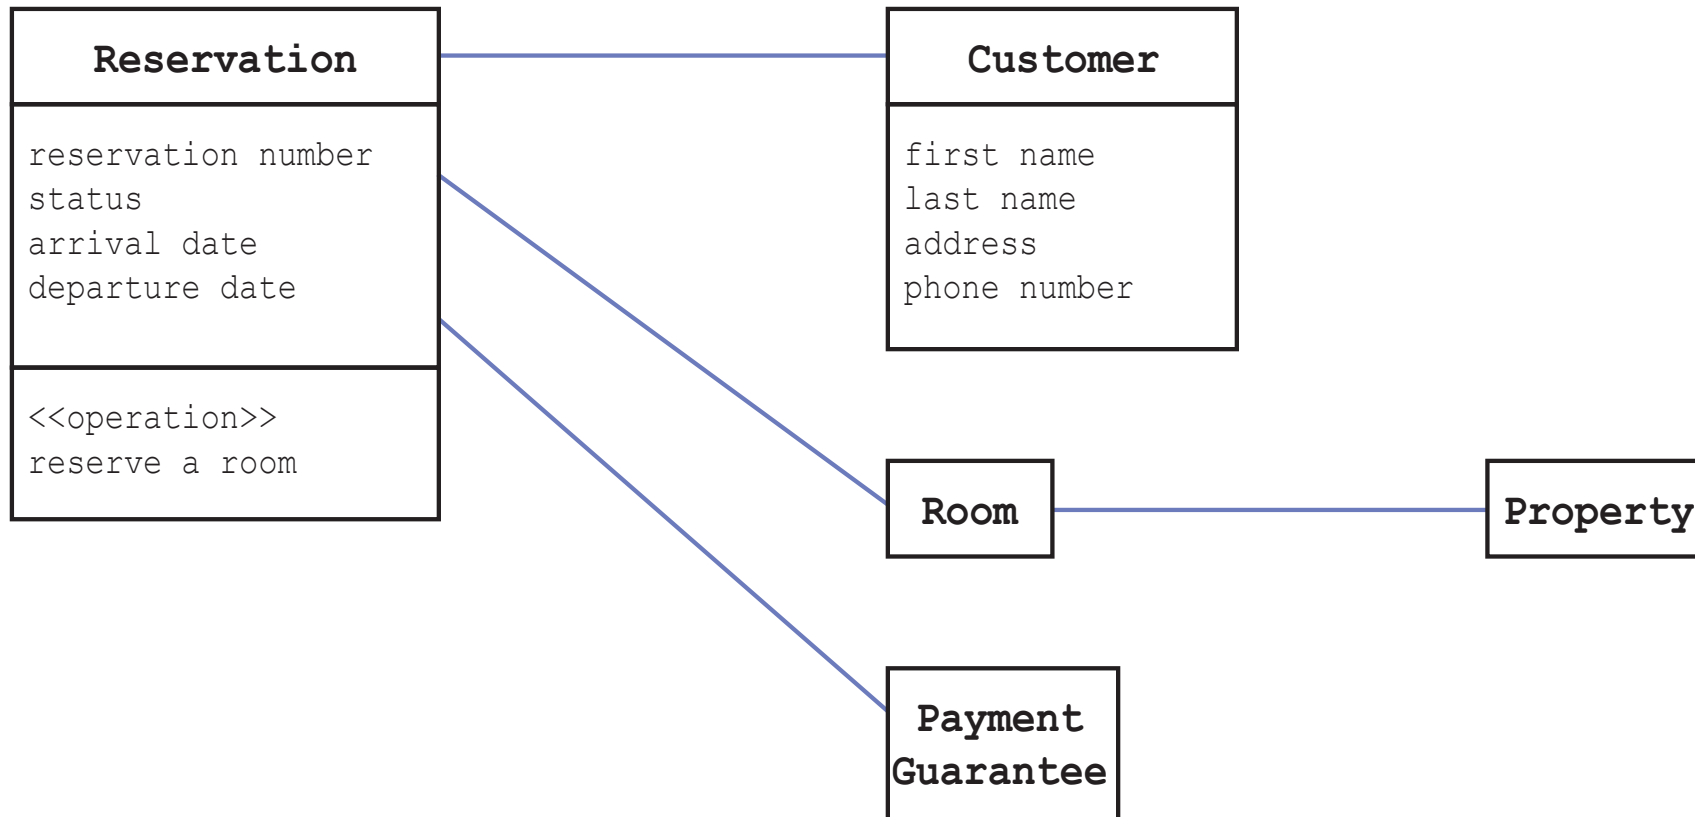 Reservation
reservation number
status
arrival date
departure date
<<operation>>
reserve a room
Customer
first name
last name
address
phone number
Room
Property
Payment
Guarantee